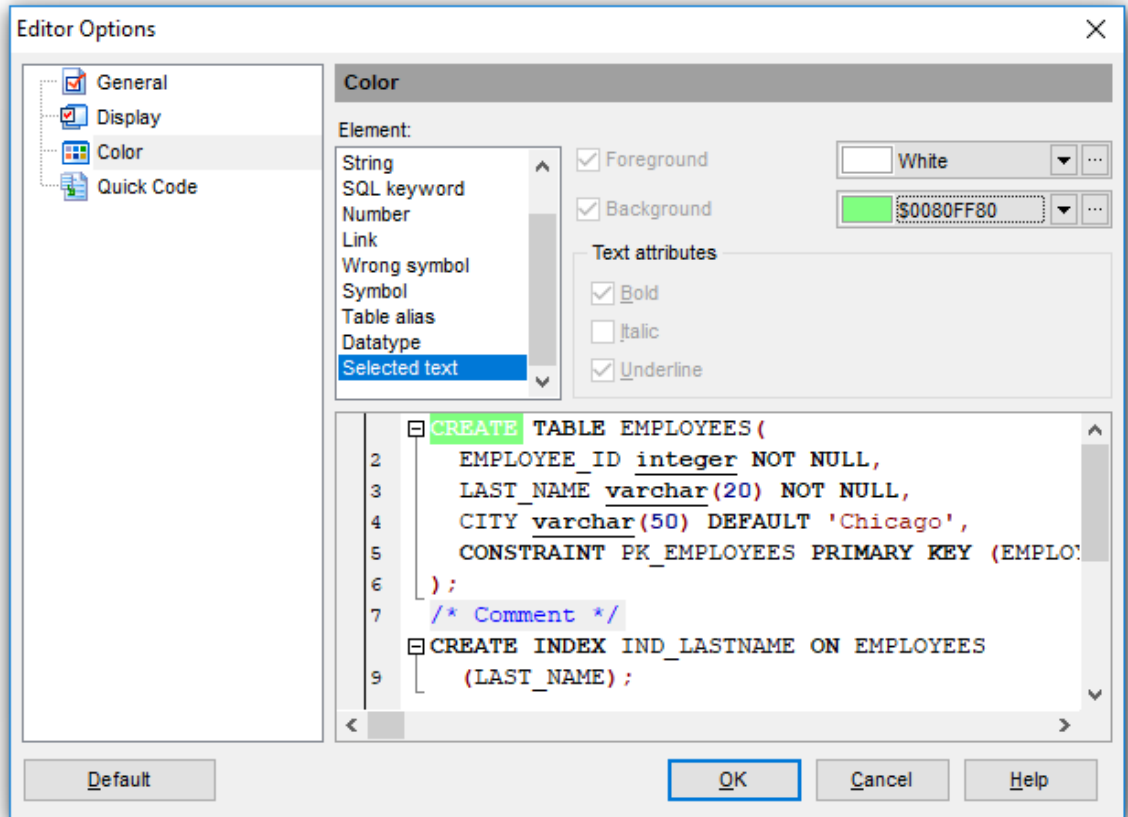 Editor Options
General
Display
Color
Quick Code
Color
Element:
String
SQL keyword
Number
Link
Wrong symbol
Symbol
Table alias
Datatype
Selected text
Foreground
White
...
Background
$0080FF80
...
Text attributes
Bold
Italic
Underline
CREATE TABLE EMPLOYEES(
2 EMPLOYEE_ID integer NOT NULL,
3 LAST_NAME varchar(20) NOT NULL,
4 CITY varchar(50) DEFAULT 'Chicago',
5 CONSTRAINT PK_EMPLOYEES PRIMARY KEY (EMPLOY
6 );
7 /* Comment */
CREATE INDEX IND_LASTNAME ON EMPLOYEES
9 (LAST_NAME);
Default
OK
Cancel
Help